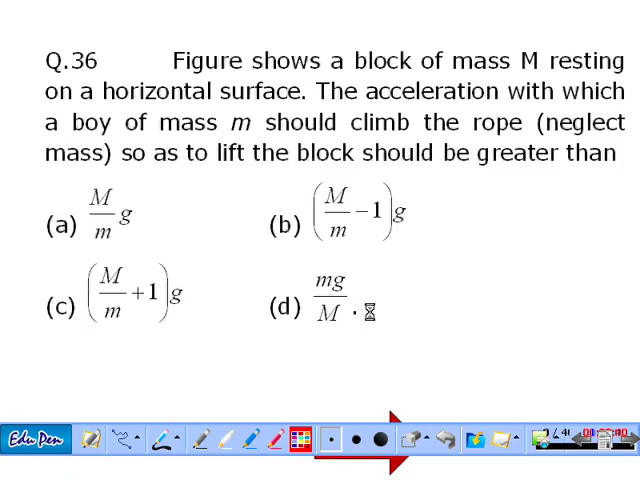 Q.36 Figure shows a block of mass M resting
on a horizontal surface. The acceleration with which
a boy of mass m should climb the rope (neglect
mass) so as to lift the block should be greater than
(a) M/m g (b) (M/m − 1)g
(c) (M/m + 1)g (d) mg/M .
Edu Pen